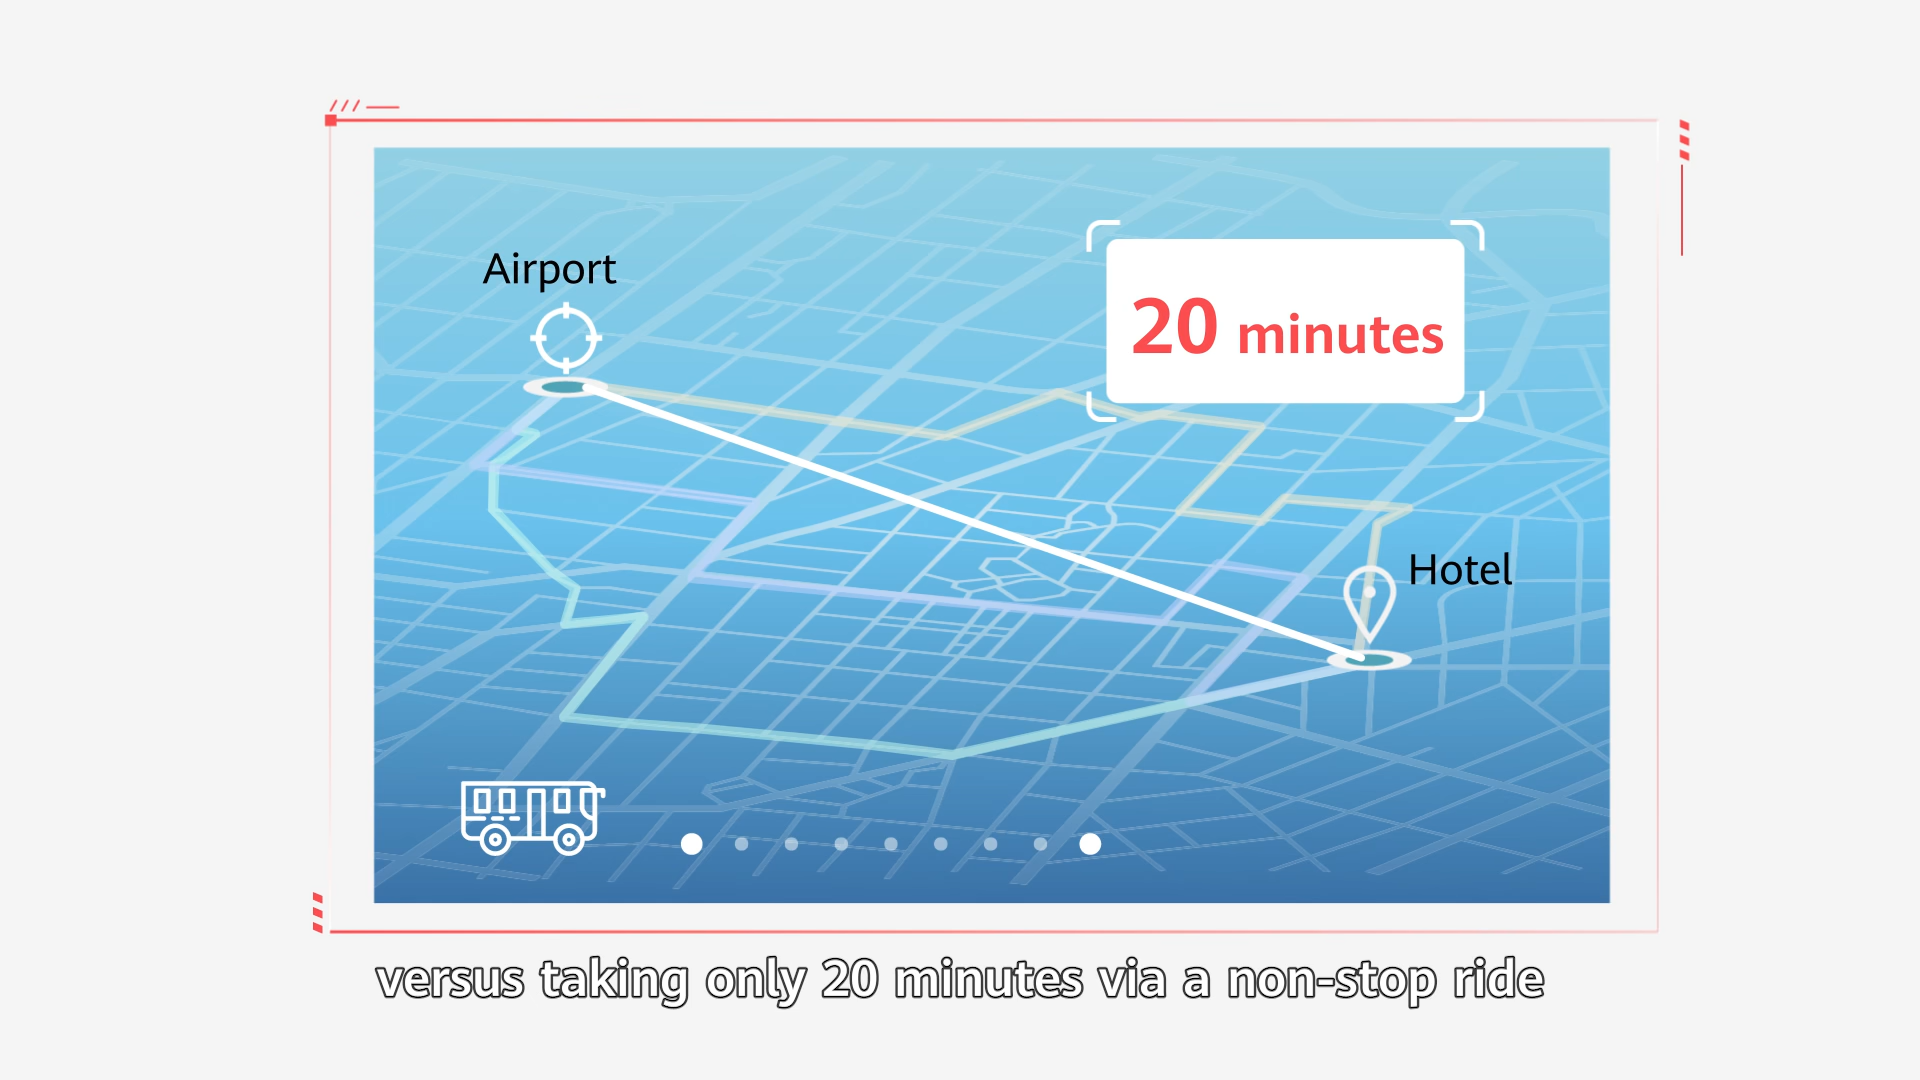 Airport
20 minutes
Hotel
versus taking only 20 minutes via a non-stop ride